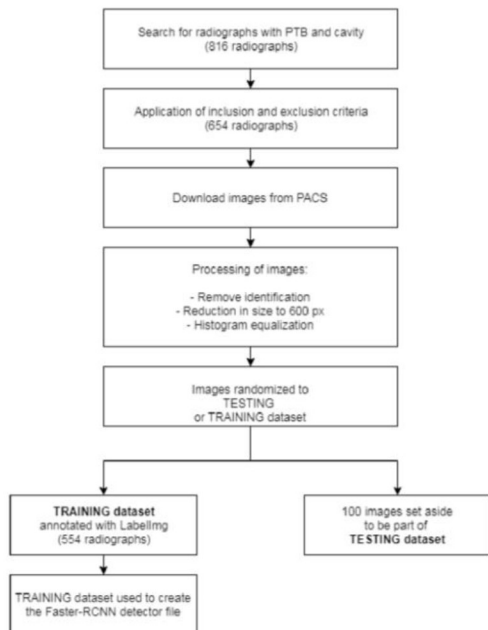 Search for radiographs with PTB and cavity
(816 radiographs)
Application of inclusion and exclusion criteria
(654 radiographs)
Download images from PACS
Processing of images:
- Remove identification
- Reduction in size to 600 px
- Histogram equalization
Images randomized to
TESTING
or TRAINING dataset
TRAINING dataset
annotated with LabelImg
(554 radiographs)
100 images set aside
to be part of
TESTING dataset
TRAINING dataset used to create
the Faster-RCNN detector file